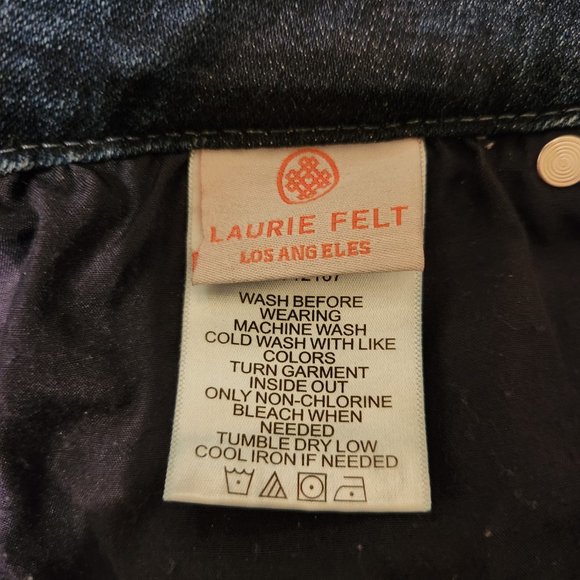 LAURIE FELT
LOS ANGELES
WASH BEFORE
WEARING
MACHINE WASH
COLD WASH WITH LIKE
COLORS
TURN GARMENT
INSIDE OUT
ONLY NON-CHLORINE
BLEACH WHEN
NEEDED
TUMBLE DRY LOW
COOL IRON IF NEEDED